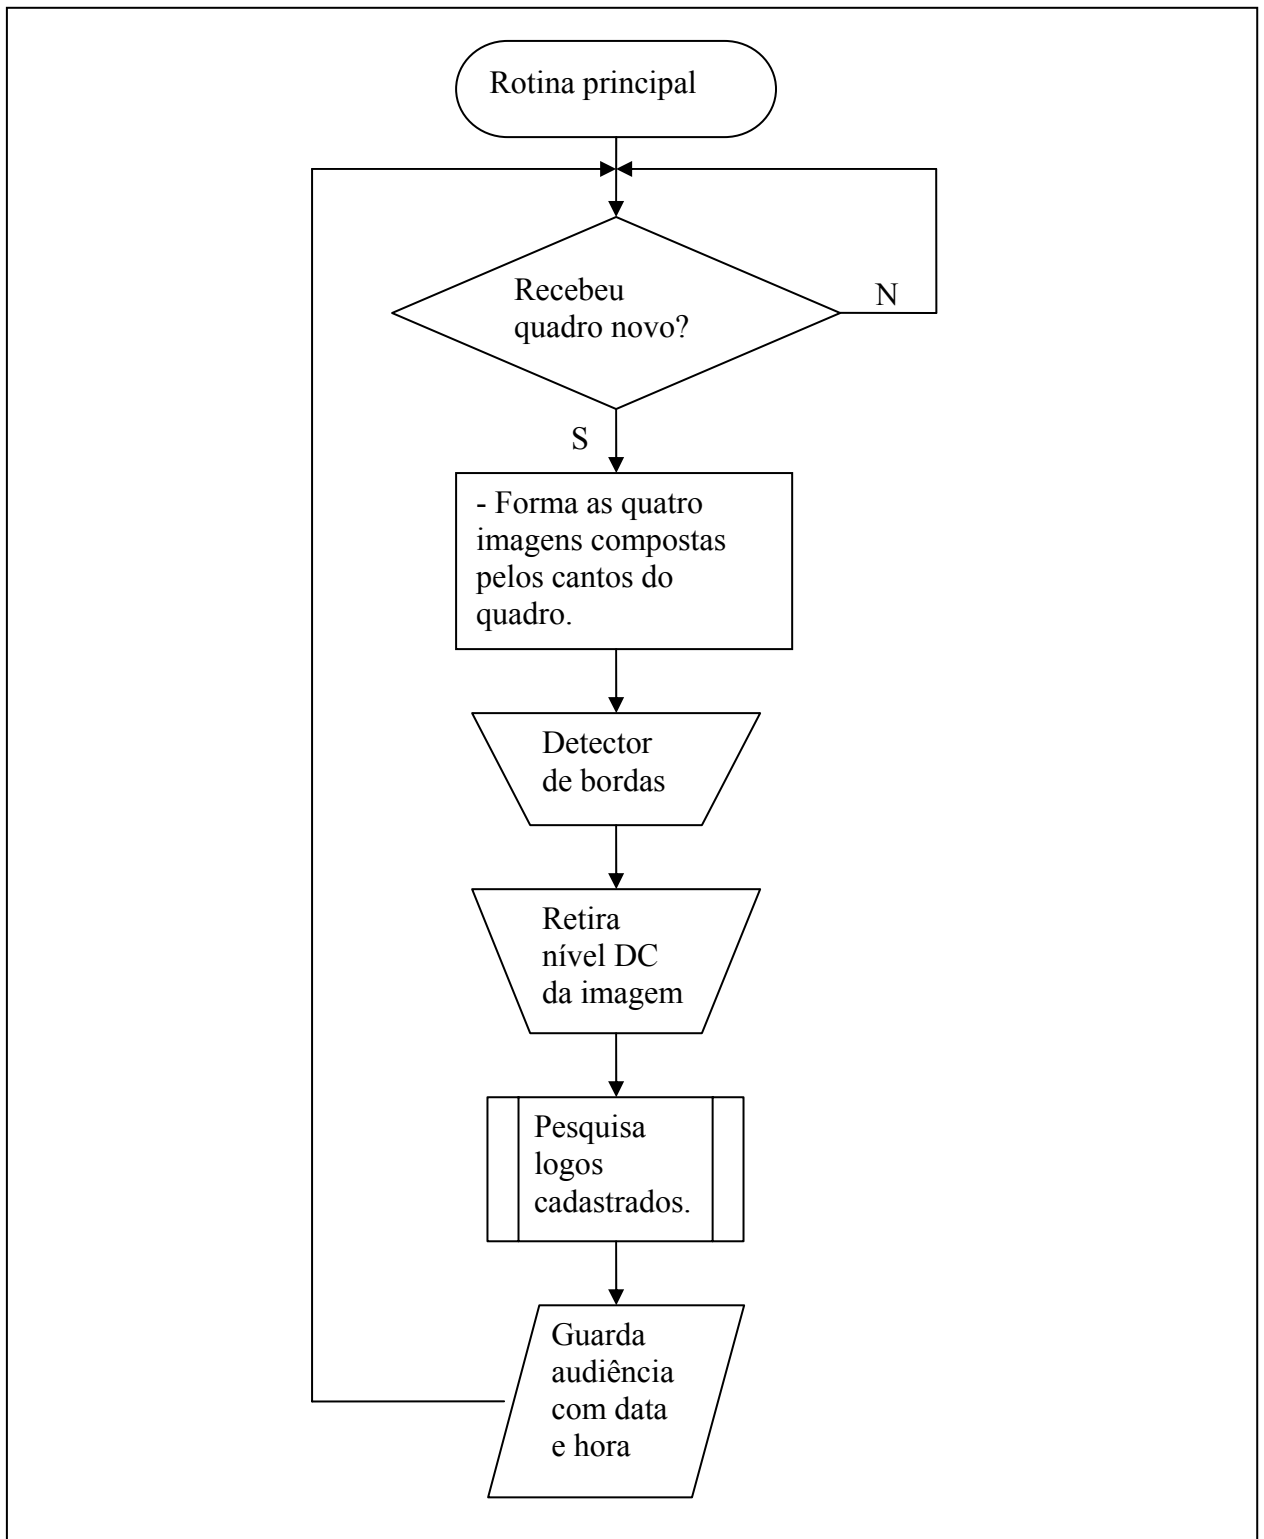 Rotina principal
Recebeu
quadro novo?
N
S
- Forma as quatro
imagens compostas
pelos cantos do
quadro.
Detector
de bordas
Retira
nível DC
da imagem
Pesquisa
logos
cadastrados.
Guarda
audiência
com data
e hora